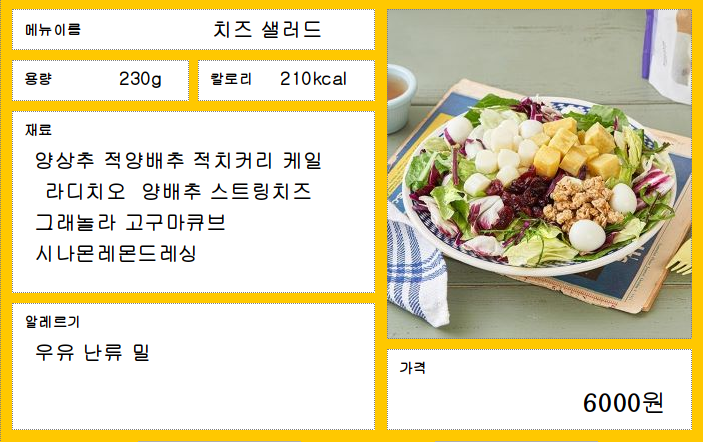 메뉴이름 치즈 샐러드
용량 230g 칼로리 210kcal
재료
양상추 적양배추 적치커리 케일
라디치오 양배추 스트링치즈
그래놀라 고구마큐브
시나몬레몬드레싱
알레르기
우유 난류 밀
가격
6000원